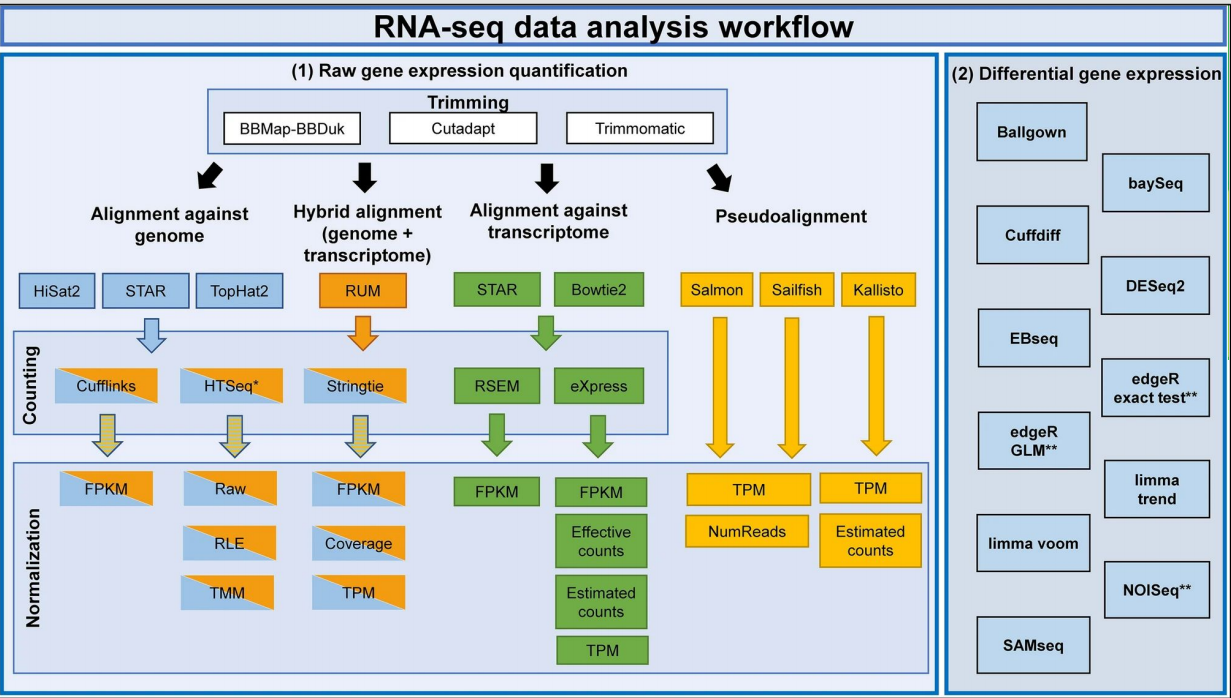 RNA-seq data analysis workflow
(1) Raw gene expression quantification
Trimming
BBMap-BBDuk
Cutadapt
Trimmomatic
Alignment against
genome
Hybrid alignment
(genome +
transcriptome)
Alignment against
transcriptome
Pseudoalignment
HiSat2
STAR
TopHat2
RUM
STAR
Bowtie2
Salmon
Sailfish
Kallisto
Counting
Cufflinks
HTSeq*
Stringtie
RSEM
eXpress
Normalization
FPKM
Raw
RLE
TMM
FPKM
Coverage
TPM
FPKM
FPKM
Effective
counts
Estimated
counts
TPM
TPM
NumReads
TPM
Estimated
counts
(2) Differential gene expression
Ballgown
baySeq
Cuffdiff
DESeq2
EBseq
edgeR
exact test**
edgeR
GLM**
limma
trend
limma voom
NOISeq**
SAMseq